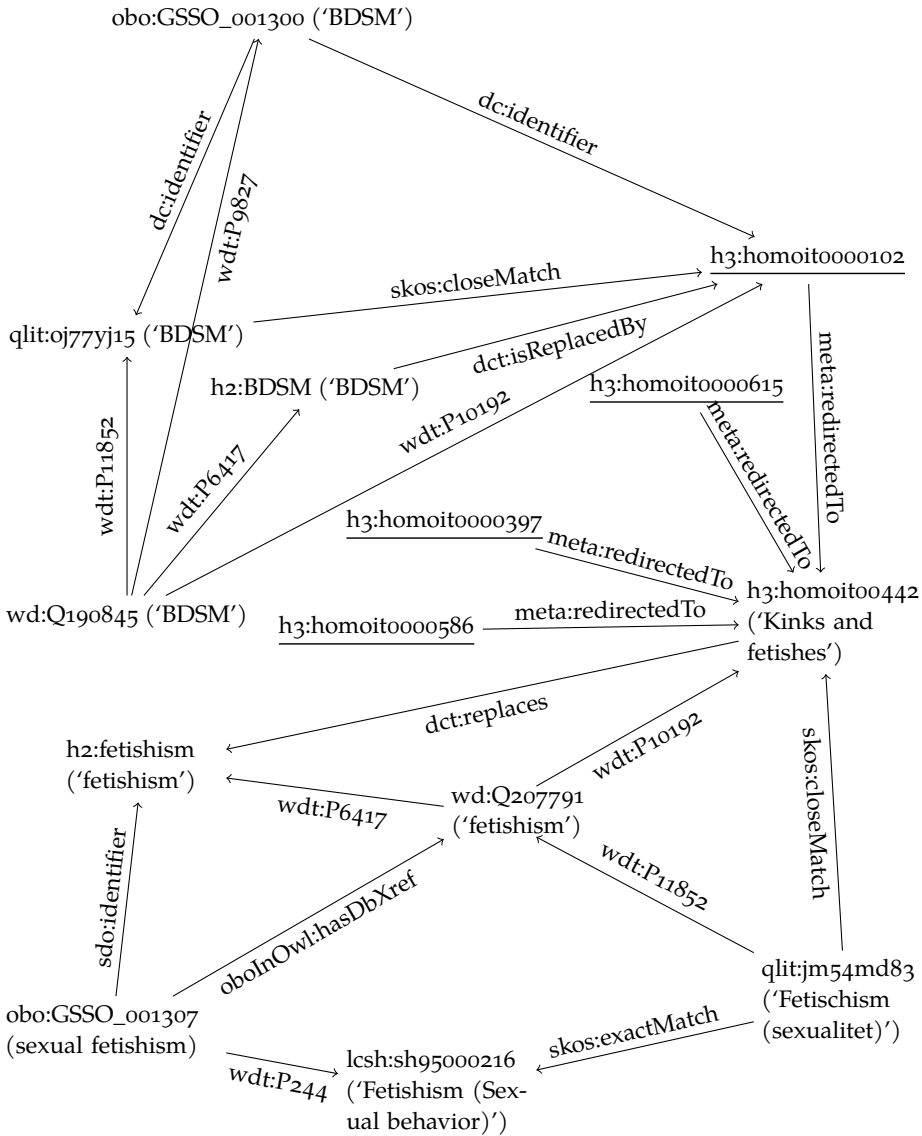 obo:GSSO_001300 (‘BDSM’)
dc:identifier
dc:identifier
wdt:P9827
h3:homoit0000102
skos:closeMatch
qlit:oj77yj15 (‘BDSM’)
dct:isReplacedBy
h2:BDSM (‘BDSM’)
h3:homoit0000615
meta:redirectedTo
wdt:P10192
meta:redirectedTo
wdt:P11852
wdt:P6417
h3:homoit0000397
meta:redirectedTo
wd:Q190845 (‘BDSM’)
h3:homoit0000586
meta:redirectedTo
h3:homoit00442
(‘Kinks and
fetishes’)
dct:replaces
h2:fetishism
(‘fetishism’)
wdt:P10192
wdt:P6417
wd:Q207791
(‘fetishism’)
skos:closeMatch
wdt:P11852
sdo:identifier
oboInOwl:hasDbXref
qlit:jm54md83
(‘Fetischism
(sexualitet)’)
obo:GSSO_001307
(sexual fetishism)
skos:exactMatch
wdt:P244
lcsh:sh95000216
(‘Fetishism (Sex-
ual behavior)’)